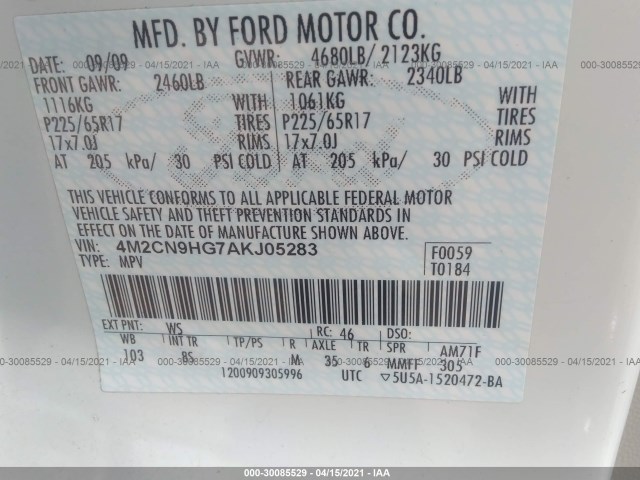 MFD. BY FORD MOTOR CO.
DATE: 09/09 GVWR: 4680LB/ 2123KG
FRONT GAWR: 2460LB REAR GAWR: 2340LB
1116KG WITH 1061KG WITH
P225/65R17 TIRES P225/65R17 TIRES
17x7.0J RIMS 17x7.0J RIMS
AT 205 kPa/ 30 PSI COLD AT 205 kPa/ 30 PSI COLD
THIS VEHICLE CONFORMS TO ALL APPLICABLE FEDERAL MOTOR
VEHICLE SAFETY AND THEFT PREVENTION STANDARDS IN
EFFECT ON THE DATE OF MANUFACTURE SHOWN ABOVE.
VIN: 4M2CN9HG7AKJ05283 F0059
TYPE: MPV T0184
EXT PNT: WS RC: 46 DSO:
WB INT TR TP/PS R AXLE TR SPR AM71F
103 BS M 35 6 MMFF 305
1200909305996 UTC ▽5U5A-1520472-BA
000-30085529 - 04/15/2021 - IAA